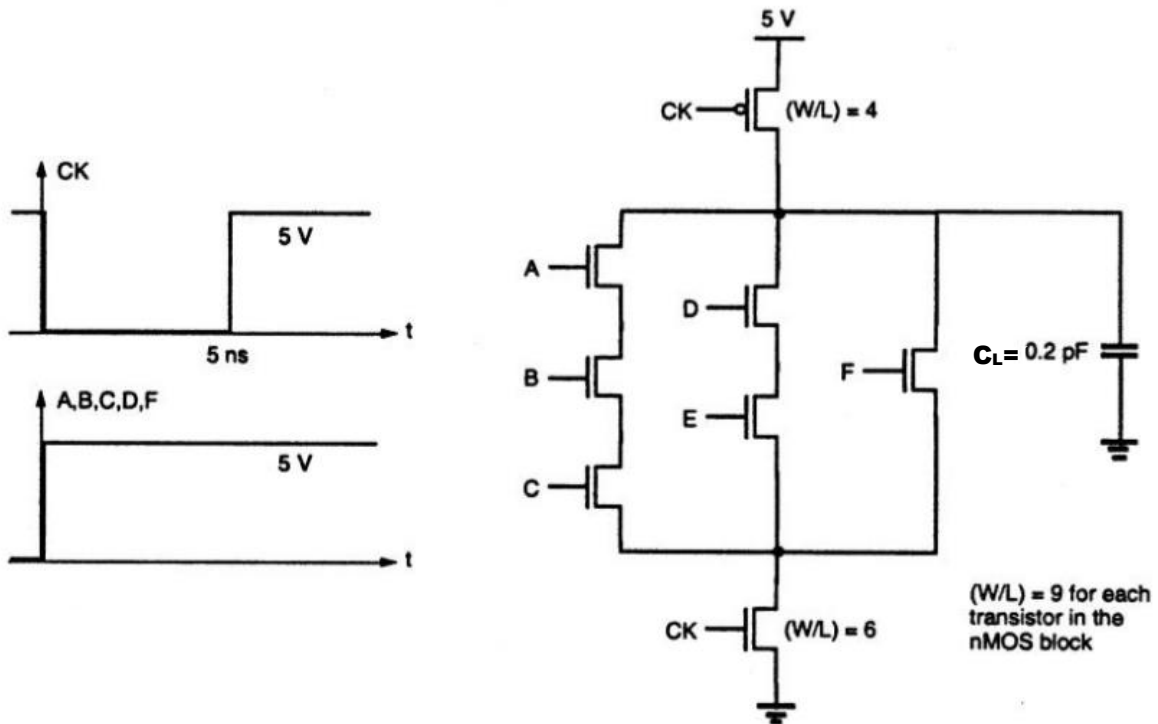 CK
5 V
t
5 ns
A,B,C,D,F
5 V
t
5 V
CK
(W/L) = 4
A
B
C
D
E
F
CL= 0.2 pF
CK
(W/L) = 6
(W/L) = 9 for each
transistor in the
nMOS block